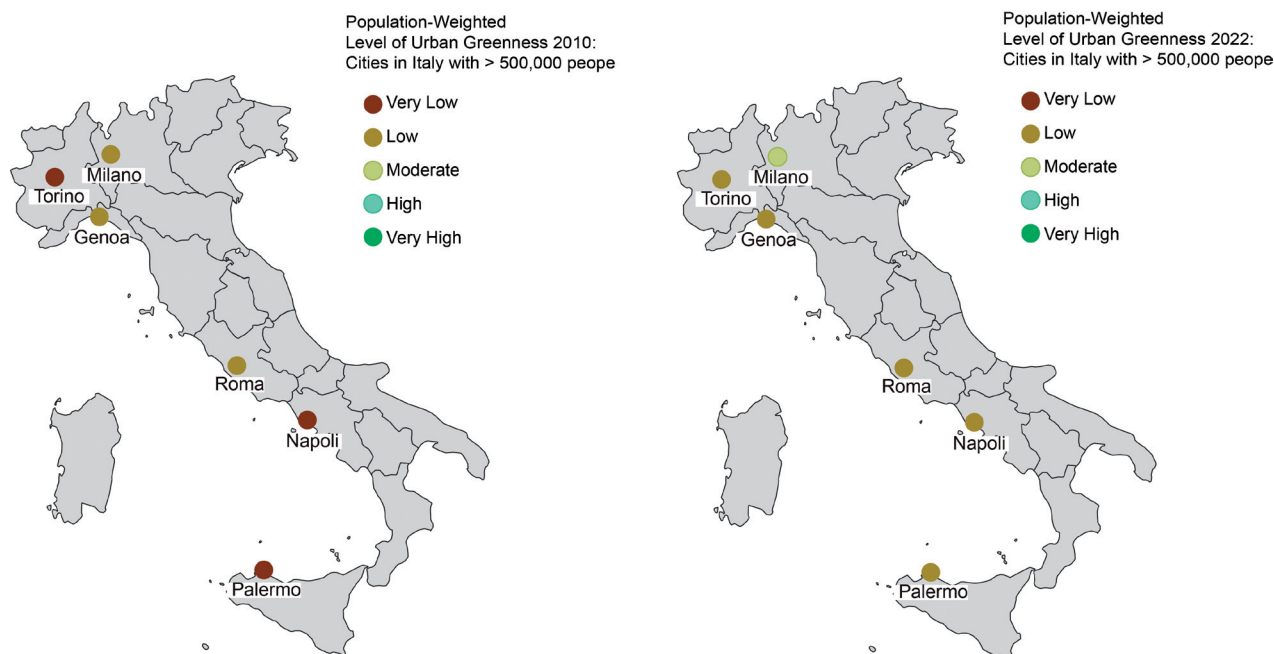 Population-Weighted
Level of Urban Greenness 2010:
Cities in Italy with > 500,000 peope
Very Low
Low
Moderate
High
Very High
Milano
Torino
Genoa
Roma
Napoli
Palermo
Population-Weighted
Level of Urban Greenness 2022:
Cities in Italy with > 500,000 peope
Very Low
Low
Moderate
High
Very High
Milano
Torino
Genoa
Roma
Napoli
Palermo